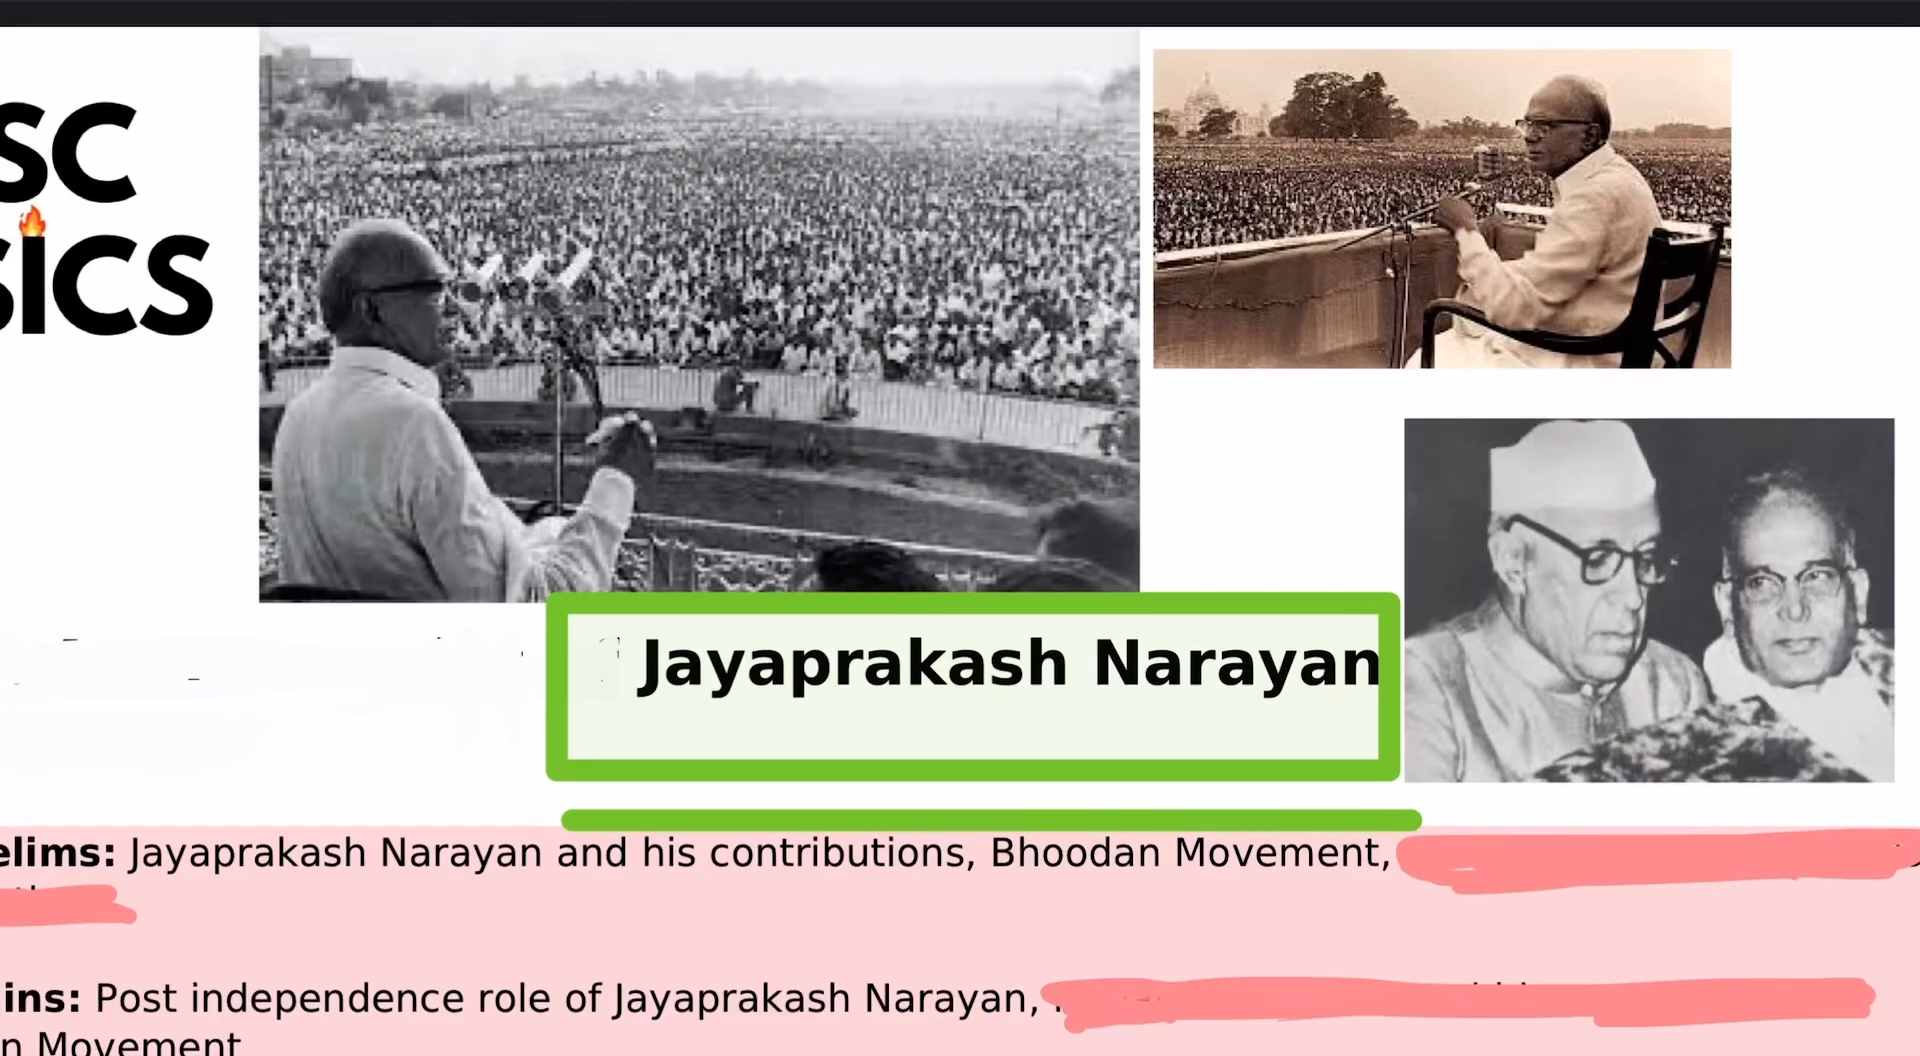 SC
SICS
Jayaprakash Narayan
elims: Jayaprakash Narayan and his contributions, Bhoodan Movement,
ins: Post independence role of Jayaprakash Narayan,
n Movement